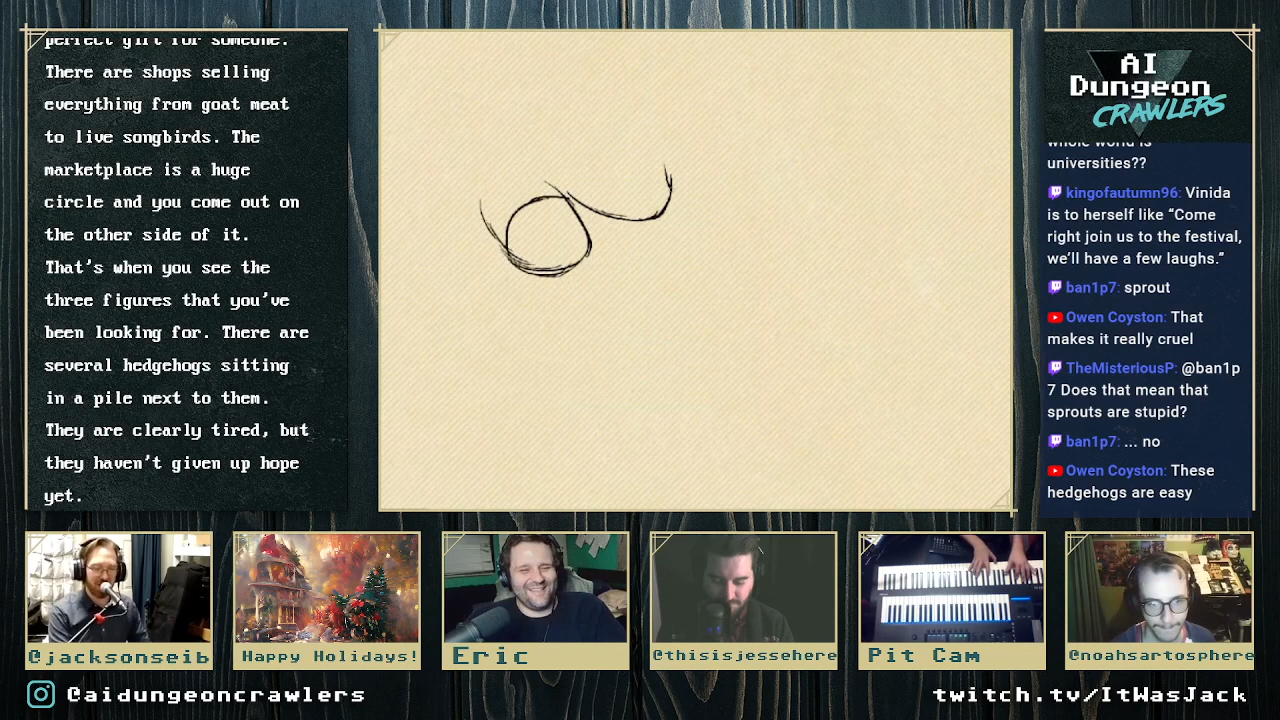 perfect gift for someone.
There are shops selling
everything from goat meat
to live songbirds. The
marketplace is a huge
circle and you come out on
the other side of it.
That's when you see the
three figures that you've
been looking for. There are
several hedgehogs sitting
in a pile next to them.
They are clearly tired, but
they haven't given up hope
yet.
AI
Dungeon
CRAWLERS
whole world is
universities??
kingofautumn96: Vinida
is to herself like “Come
right join us to the festival,
we'll have a few laughs.”
ban1p7: sprout
Owen Coyston: That
makes it really cruel
TheMisteriousP: @ban1p
7 Does that mean that
sprouts are stupid?
ban1p7: ... no
Owen Coyston: These
hedgehogs are easy
@jacksonseib
Happy Holidays!
Eric
@thisisjessehere
Pit Cam
@noahsartosphere
@aidungeoncrawlers
twitch.tv/ItWasJack